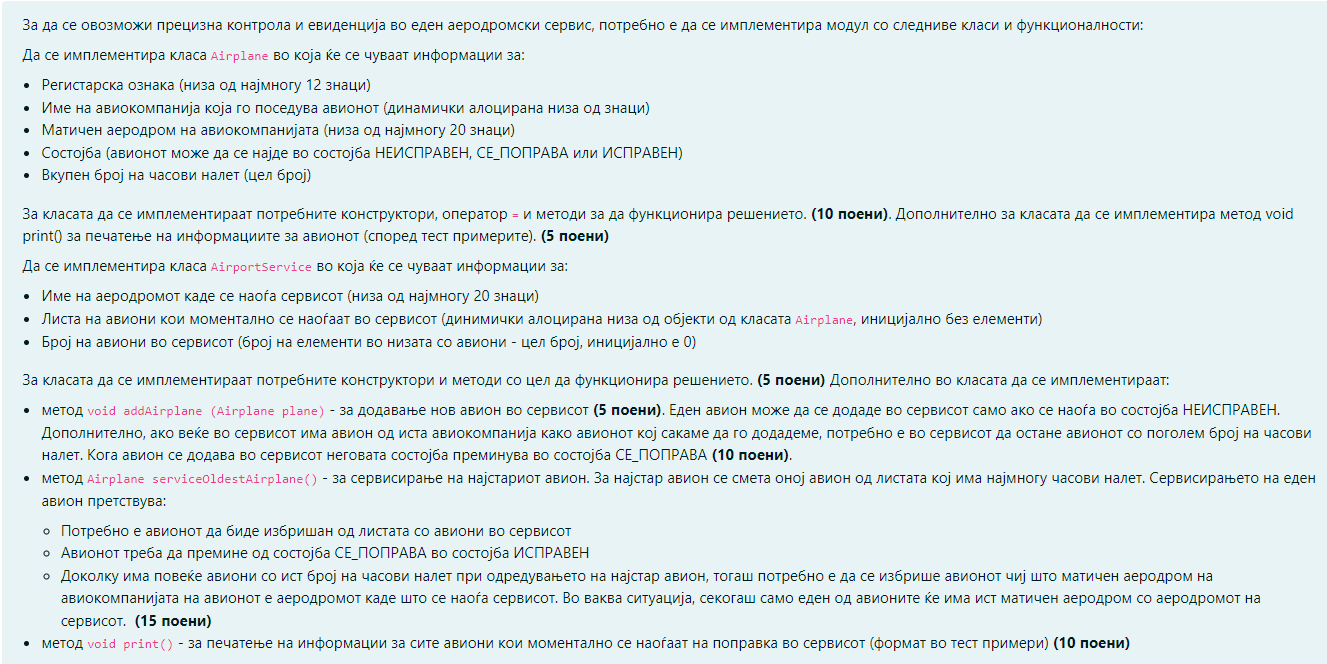 За да се овозможи прецизна контрола и евиденција во еден аеродромски сервис, потребно е да се имплементира модул со следниве класи и функционалности:
Да се имплементира класа Airplane во која ќе се чуваат информации за:
• Регистарска ознака (низа од најмногу 12 знаци)
• Име на авиокомпанија која го поседува авионот (динамички алоцирана низа од знаци)
• Матичен аеродром на авиокомпанијата (низа од најмногу 20 знаци)
• Состојба (авионот може да се најде во состојба НЕИСПРАВЕН, СЕ_ПОПРАВА или ИСПРАВЕН)
• Вкупен број на часови налет (цел број)
За класата да се имплементираат потребните конструктори, оператор = и методи за да функционира решението. (10 поени). Дополнително за класата да се имплементира метод void
print() за печатење на информациите за авионот (според тест примерите). (5 поени)
Да се имплементира класа AirportService во која ќе се чуваат информации за:
• Име на аеродромот каде се наоѓа сервисот (низа од најмногу 20 знаци)
• Листа на авиони кои моментално се наоѓаат во сервисот (динимички алоцирана низа од објекти од класата Airplane, иницијално без елементи)
• Број на авиони во сервисот (број на елементи во низата со авиони - цел број, иницијално е 0)
За класата да се имплементираат потребните конструктори и методи со цел да функционира решението. (5 поени) Дополнително во класата да се имплементираат:
• метод void addAirplane (Airplane plane) - за додавање нов авион во сервисот (5 поени). Еден авион може да се додаде во сервисот само ако се наоѓа во состојба НЕИСПРАВЕН.
Дополнително, ако веќе во сервисот има авион од иста авиокомпанија како авионот кој сакаме да го додадеме, потребно е во сервисот да остане авионот со поголем број на часови
налет. Кога авион се додава во сервисот неговата состојба преминува во состојба СЕ_ПОПРАВА (10 поени).
• метод Airplane serviceOldestAirplane() - за сервисирање на најстариот авион. За најстар авион се смета оној авион од листата кој има најмногу часови налет. Сервисирањето на еден
авион претствува:
◦ Потребно е авионот да биде избришан од листата со авиони во сервисот
◦ Авионот треба да премине од состојба СЕ_ПОПРАВА во состојба ИСПРАВЕН
◦ Доколку има повеќе авиони со ист број на часови налет при одредувањето на најстар авион, тогаш потребно е да се избрише авионот чиј што матичен аеродром на
авиокомпанијата на авионот е аеродромот каде што се наоѓа сервисот. Во ваква ситуација, секогаш само еден од авионите ќе има ист матичен аеродром со аеродромот на
сервисот. (15 поени)
• метод void print() - за печатење на информации за сите авиони кои моментално се наоѓаат на поправка во сервисот (формат во тест примери) (10 поени)